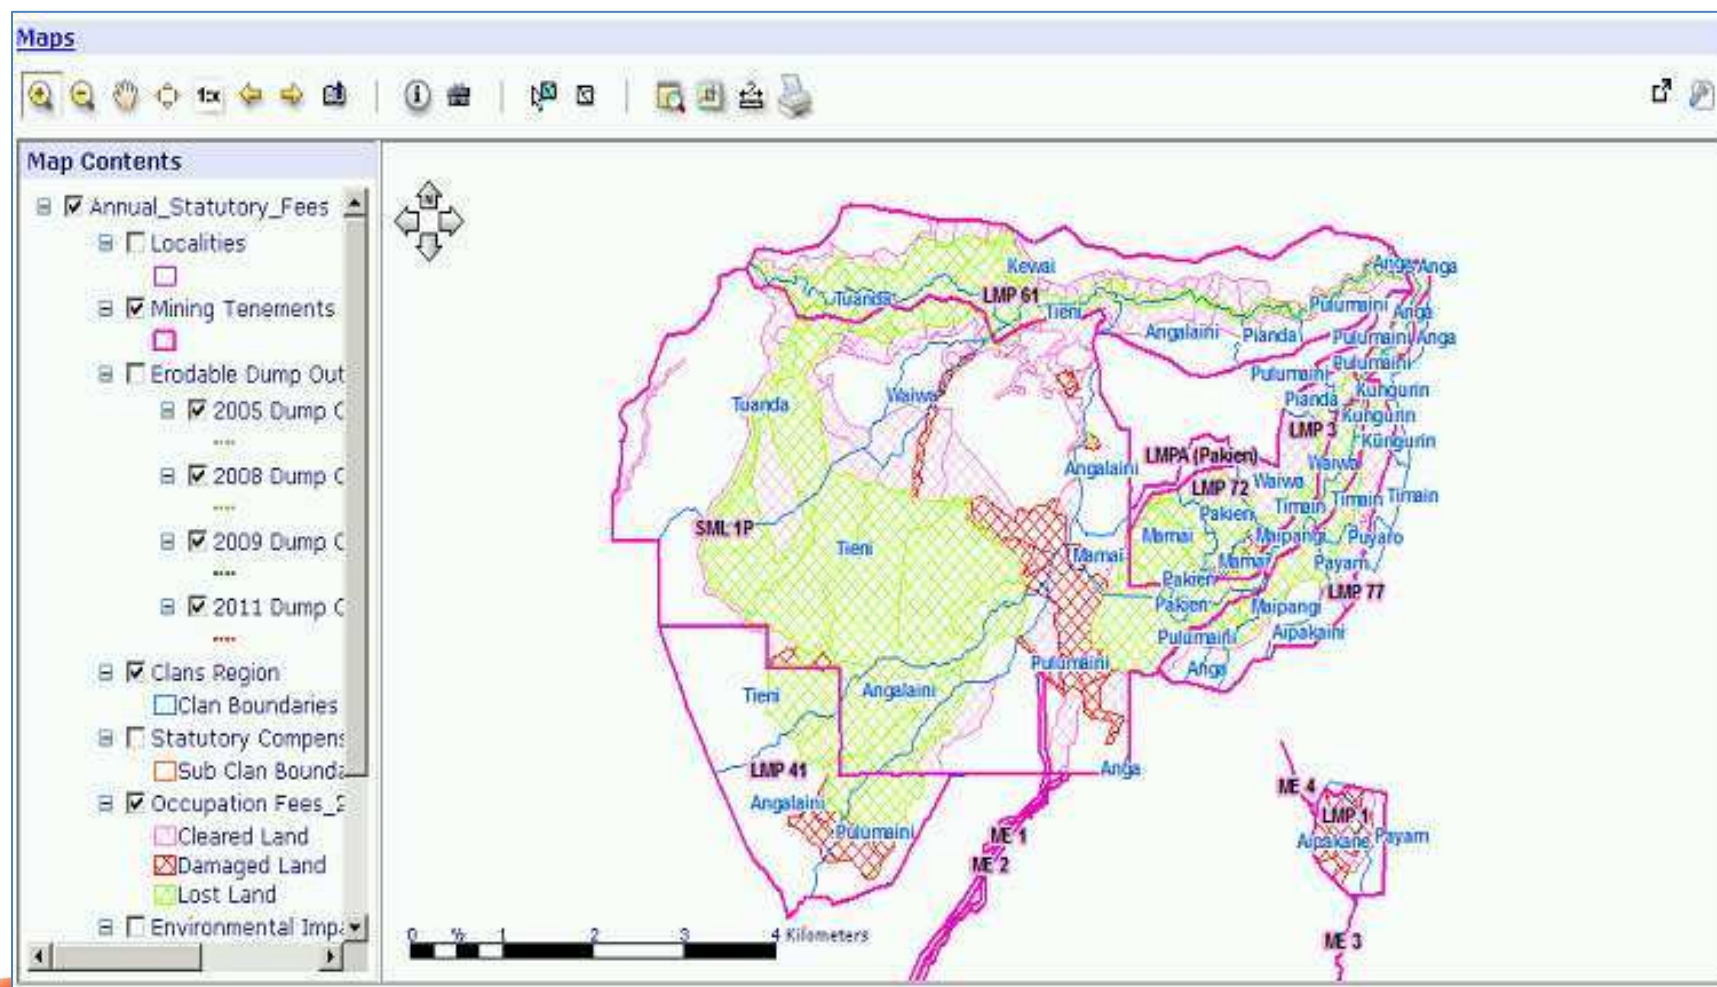 Maps
1:x
Map Contents
Annual_Statutory_Fees
Localities
Mining Tenements
Erodable Dump Out
2005 Dump C
2008 Dump C
2009 Dump C
2011 Dump C
Clans Region
Clan Boundaries
Statutory Compens
Sub Clan Bounda
Occupation Fees_2
Cleared Land
Damaged Land
Lost Land
Environmental Imp
N
Kewai
Anga
Anga
Tuanda
LMP 61
Tieni
Pulumaini
Anga
Angalaini
Pianda
Pulumaini
Anga
Pulumaini
Pulumaini
Tuanda
Waiwa
Pianda
Kungurin
Kungurin
LMP 3
Kungurin
Angalaini
LMPA (Pakien)
Waiwa
LMP 72
Waiwa
Timain
Timain
Timain
SML 1P
Pakien
Tieni
Mamai
Mamai
Maipangi
Puyaro
Mamai
Payam
Pakien
LMP 77
Pakien
Maipangi
Pulumaini
Aipakaini
Pulumaini
Anga
Tieni
Angalaini
LMP 41
Anga
ME 4
Angalaini
Pulumaini
ME 1
LMP 1
Aipakane
Payam
ME 2
0 ½ 1 2 3 4 Kilometers
ME 3